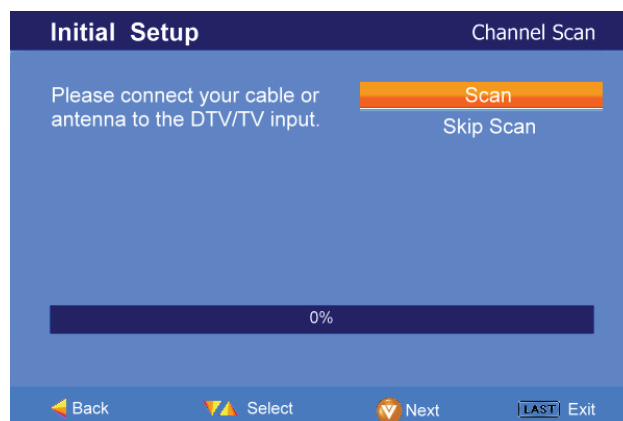 Initial Setup Channel Scan
Please connect your cable or
antenna to the DTV/TV input.
Scan
Skip Scan
0%
Back Select V Next LAST Exit